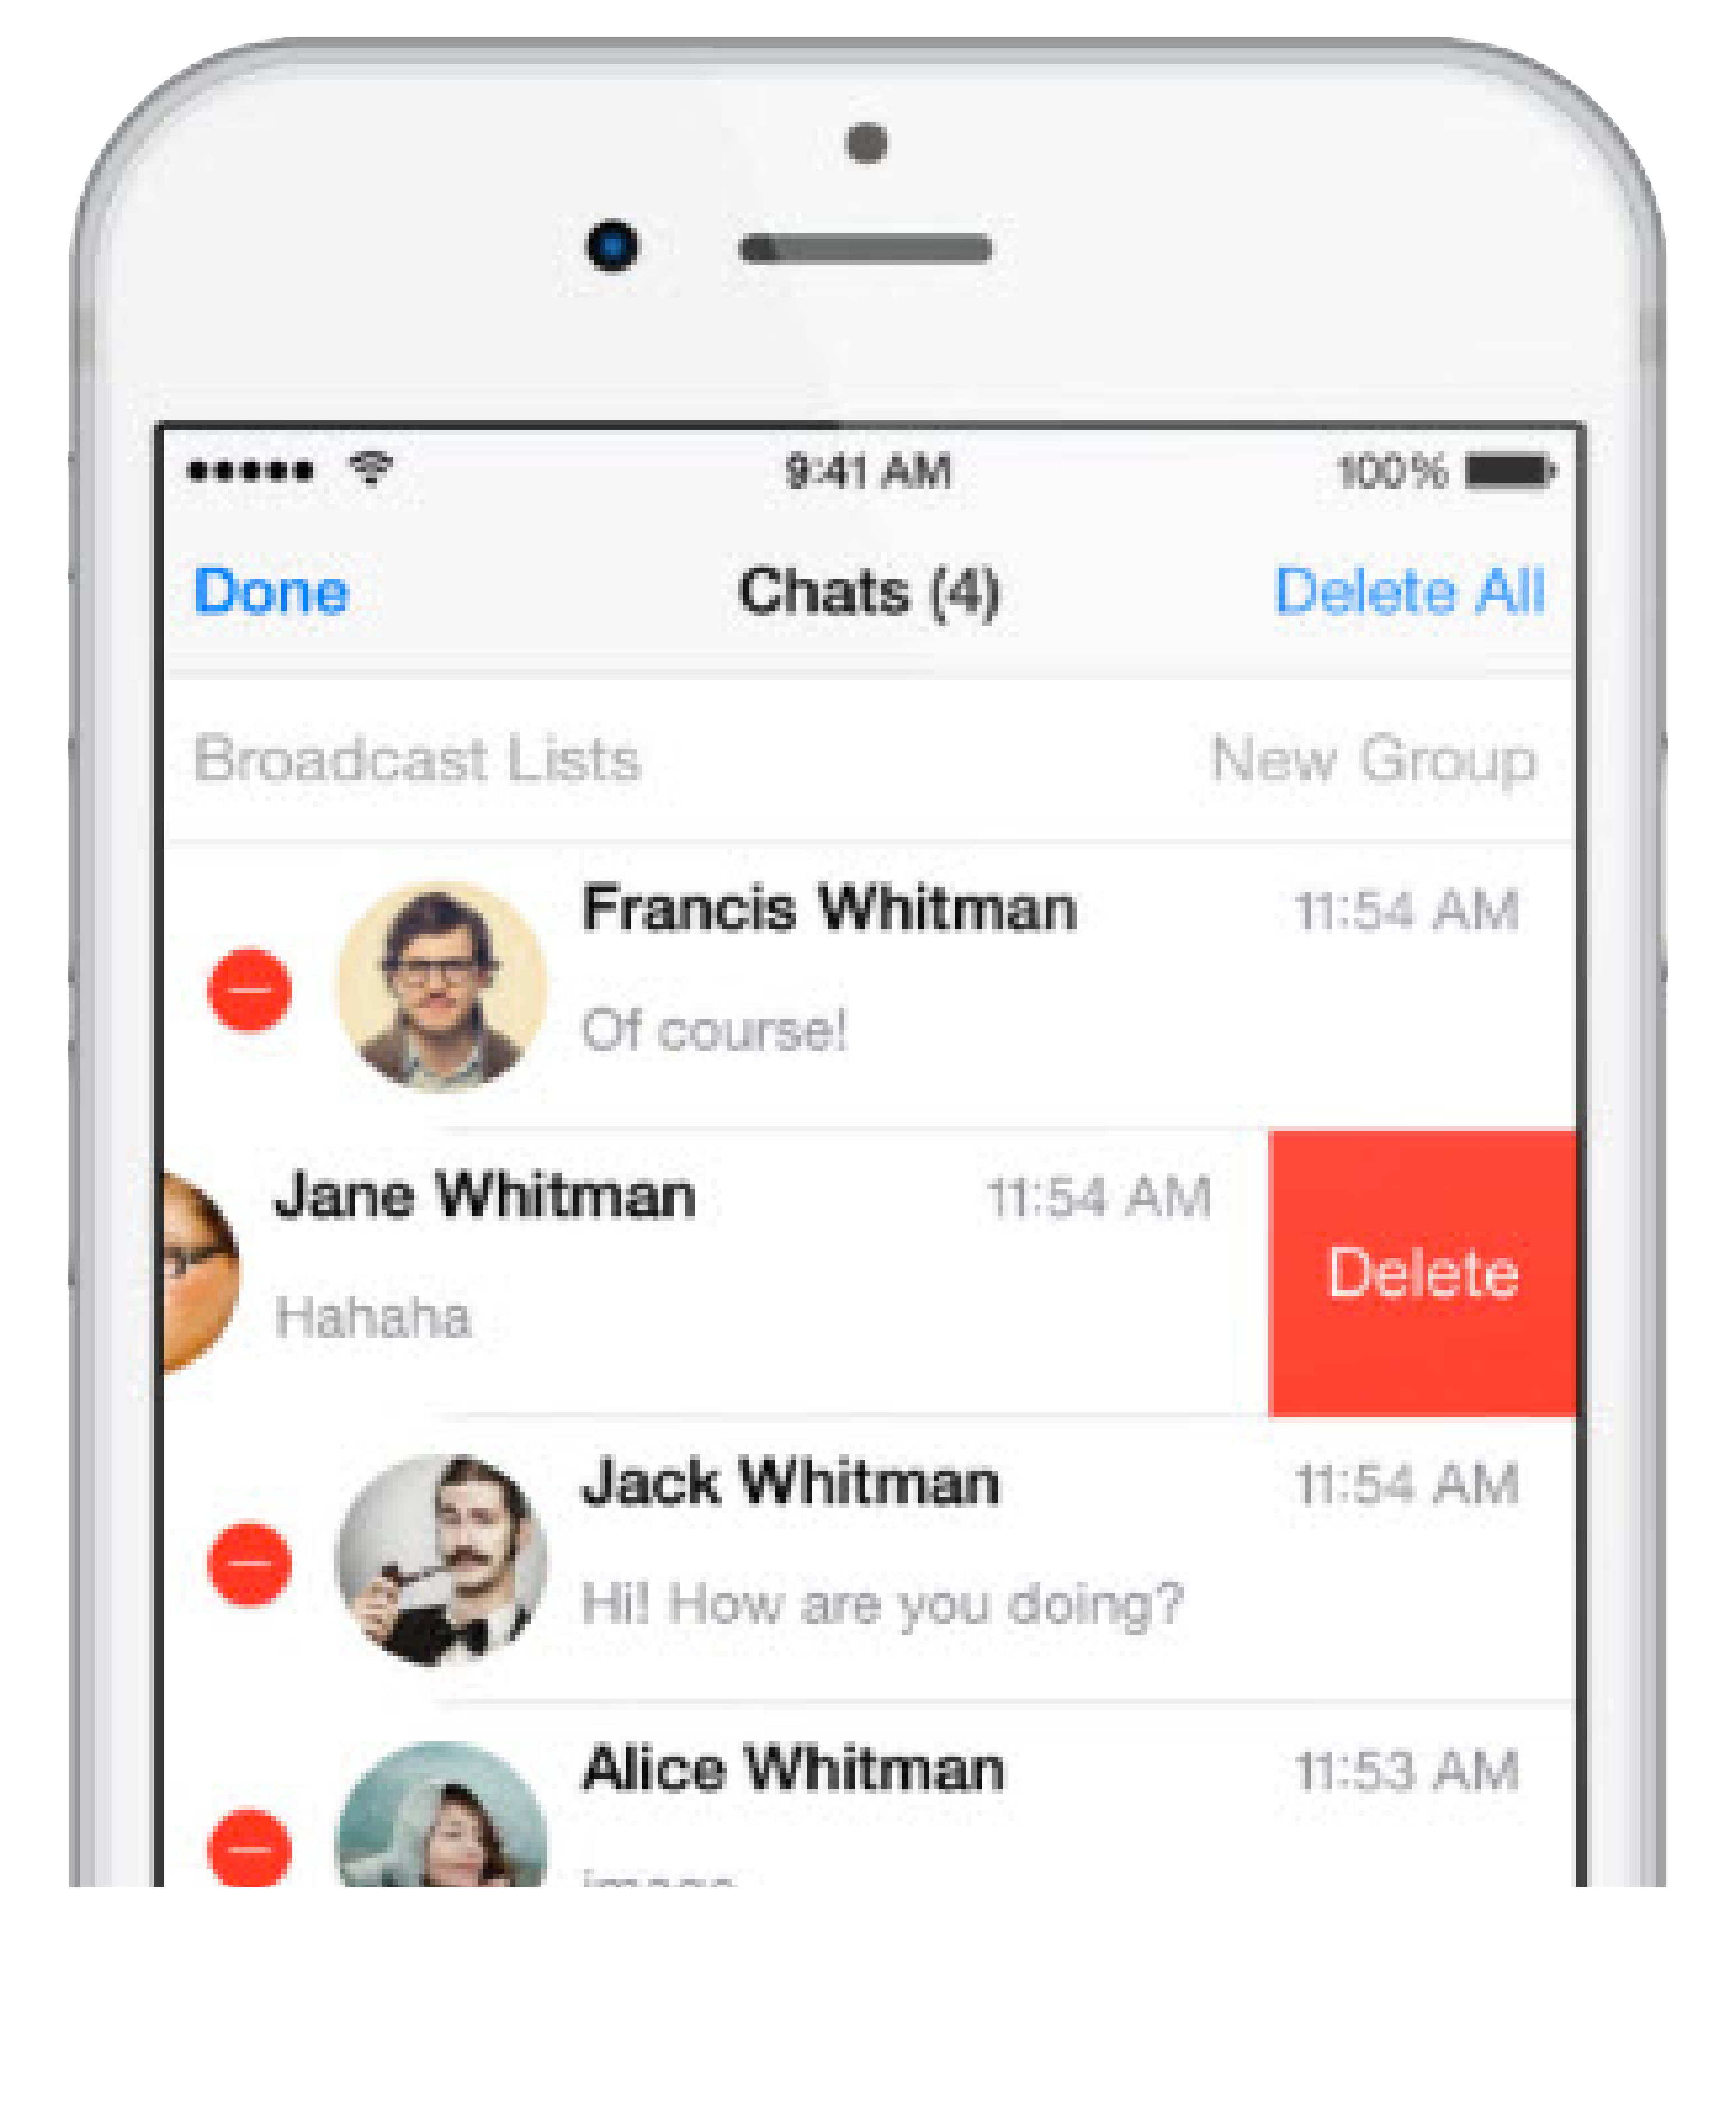 9:41 AM 100%
Done Chats (4) Delete All
Broadcast Lists New Group
Francis Whitman 11:54 AM
Of course!
Jane Whitman 11:54 AM
Delete
Hahaha
Jack Whitman 11:54 AM
Hi! How are you doing?
Alice Whitman 11:53 AM
image